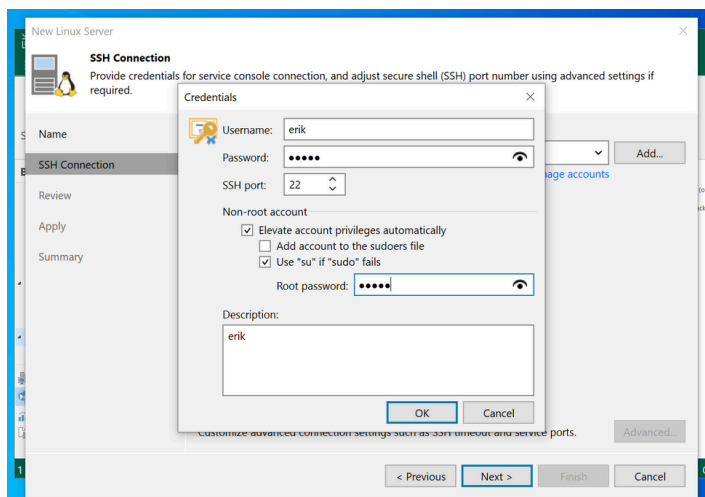 New Linux Server
SSH Connection
Provide credentials for service console connection, and adjust secure shell (SSH) port number using advanced settings if
required.
Credentials
Username: erik
Password: •••••
SSH port: 22
Non-root account
Elevate account privileges automatically
Add account to the sudoers file
Use "su" if "sudo" fails
Root password: •••••
Description:
erik
OK Cancel
Name
SSH Connection
Review
Apply
Summary
Add...
accounts
Customize advanced connection settings such as SSH timeout and service ports. Advanced...
< Previous Next > Finish Cancel